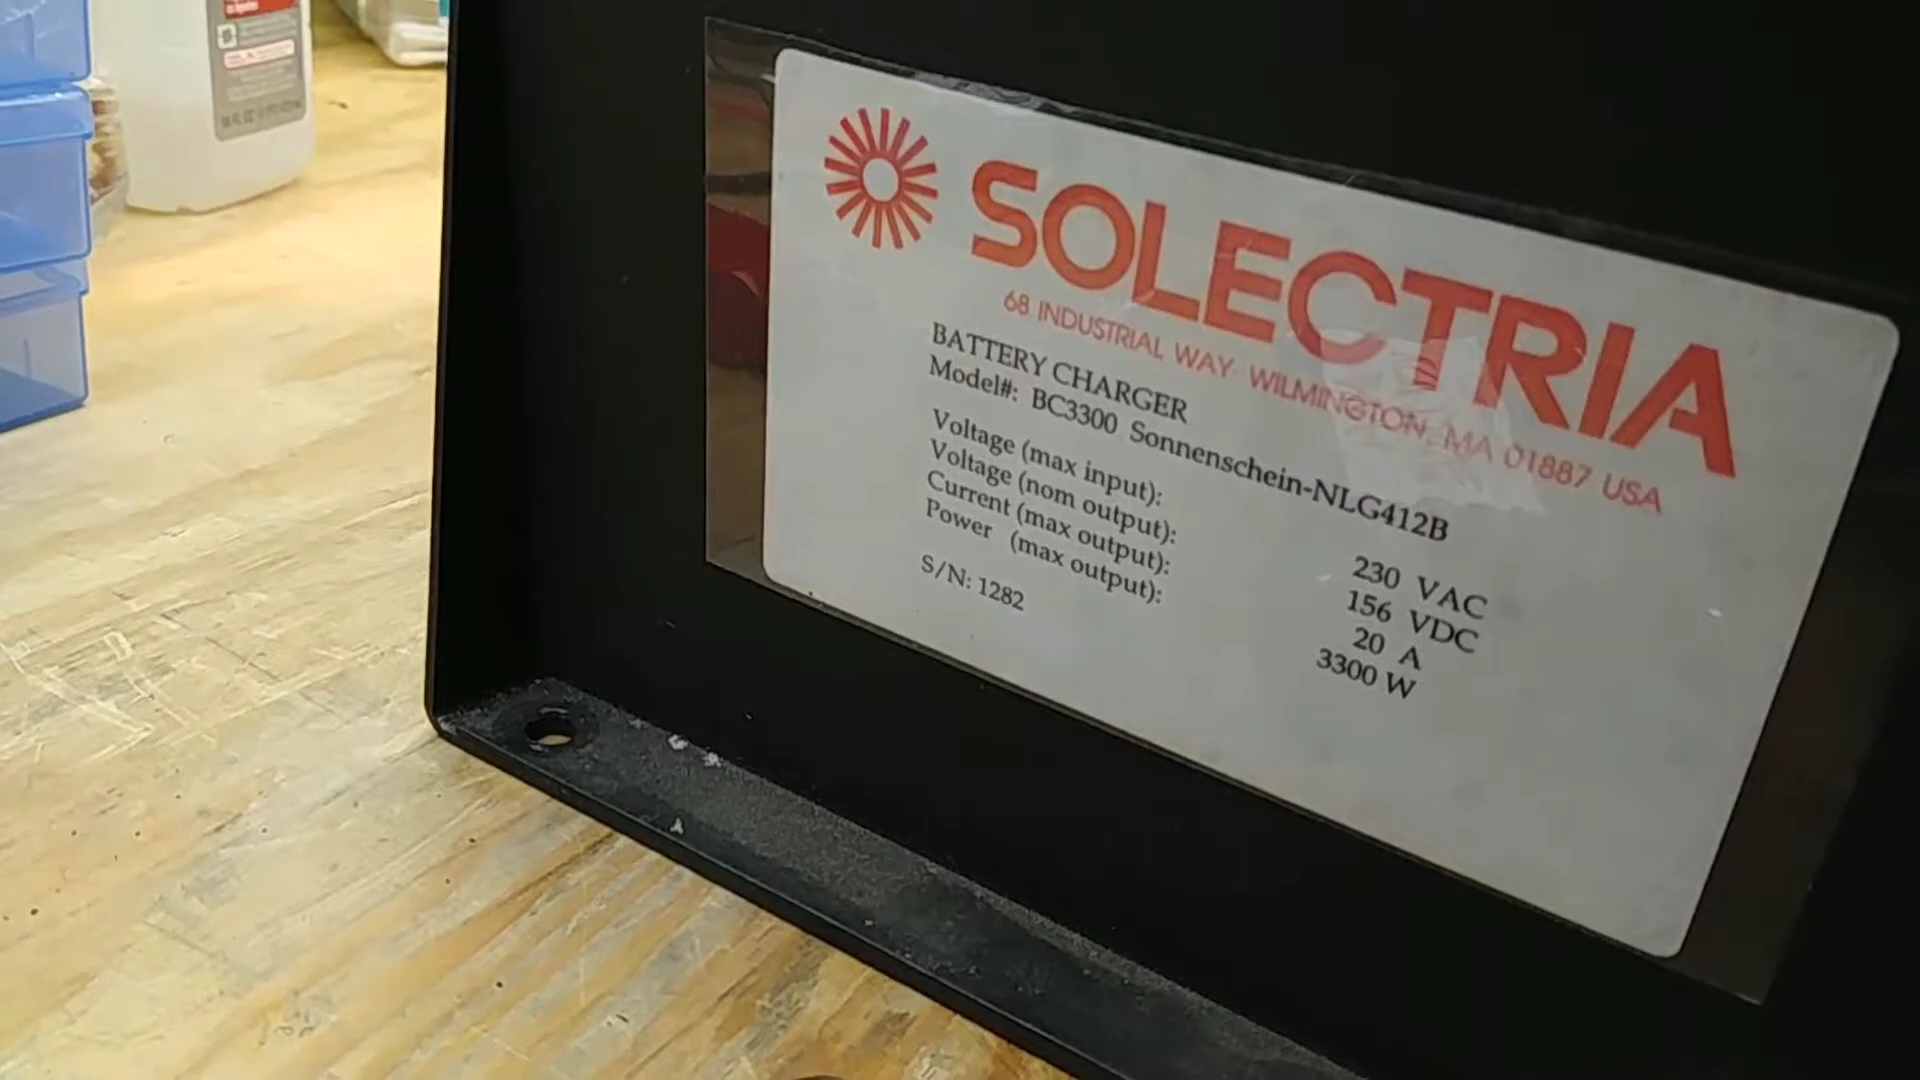 SOLECTRIA
68 INDUSTRIAL WAY WILMINGTON, MA 01887 USA
BATTERY CHARGER
Model#: BC3300 Sonnenschein-NLG412B
Voltage (max input): 230 VAC
Voltage (nom output): 156 VDC
Current (max output): 20 A
Power (max output): 3300 W
S/N: 1282